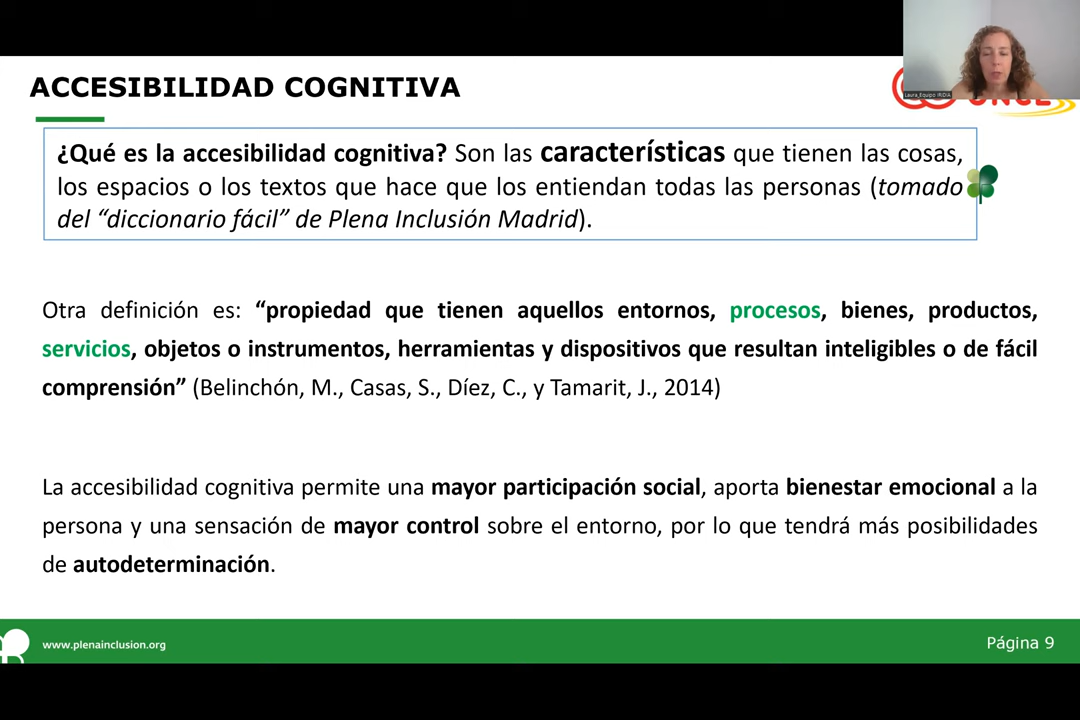 ACCESIBILIDAD COGNITIVA
Laura_Equipo IRIDIA
ONCE
¿Qué es la accesibilidad cognitiva? Son las características que tienen las cosas,
los espacios o los textos que hace que los entiendan todas las personas (tomado
del “diccionario fácil” de Plena Inclusión Madrid).
Otra definición es: “propiedad que tienen aquellos entornos, procesos, bienes, productos,
servicios, objetos o instrumentos, herramientas y dispositivos que resultan inteligibles o de fácil
comprensión” (Belinchón, M., Casas, S., Díez, C., y Tamarit, J., 2014)
La accesibilidad cognitiva permite una mayor participación social, aporta bienestar emocional a la
persona y una sensación de mayor control sobre el entorno, por lo que tendrá más posibilidades
de autodeterminación.
www.plenainclusion.org
Página 9